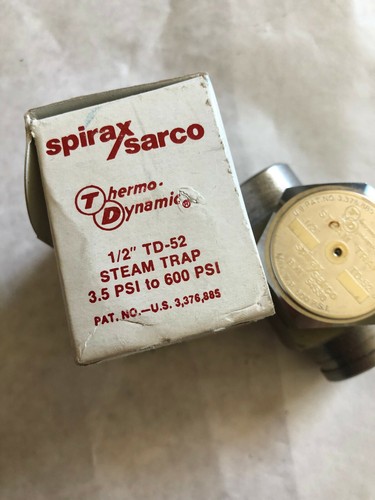 spirax
sarco
Thermo-
Dynamic®
1/2" TD-52
STEAM TRAP
3.5 PSI to 600 PSI
PAT. NO.—U.S. 3,376,885